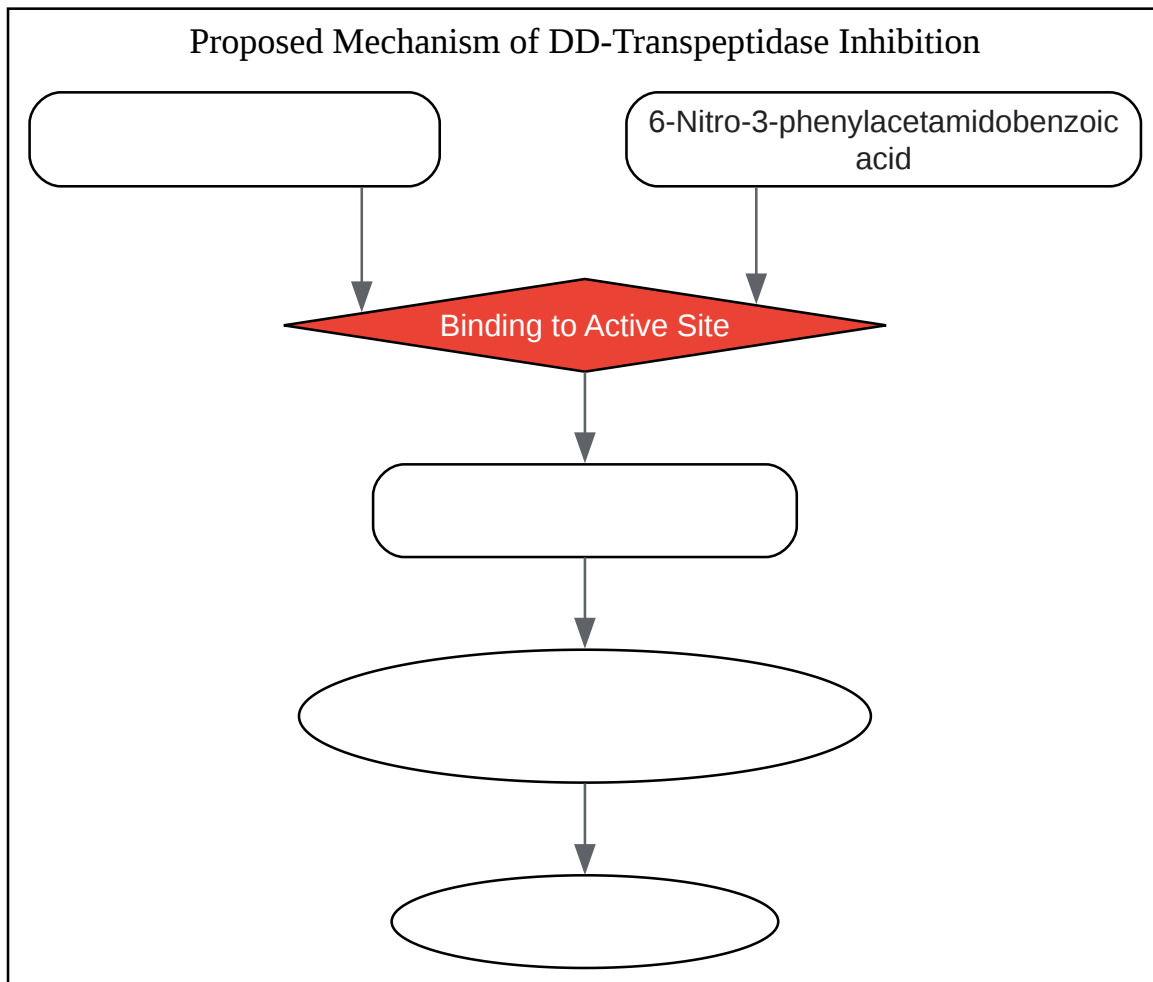 Proposed Mechanism of DD-Transpeptidase Inhibition
6-Nitro-3-phenylacetamidobenzoic
acid
Binding to Active Site